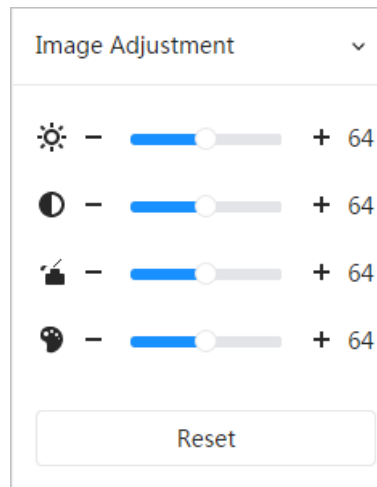 Image Adjustment
− + 64
− + 64
− + 64
− + 64
Reset